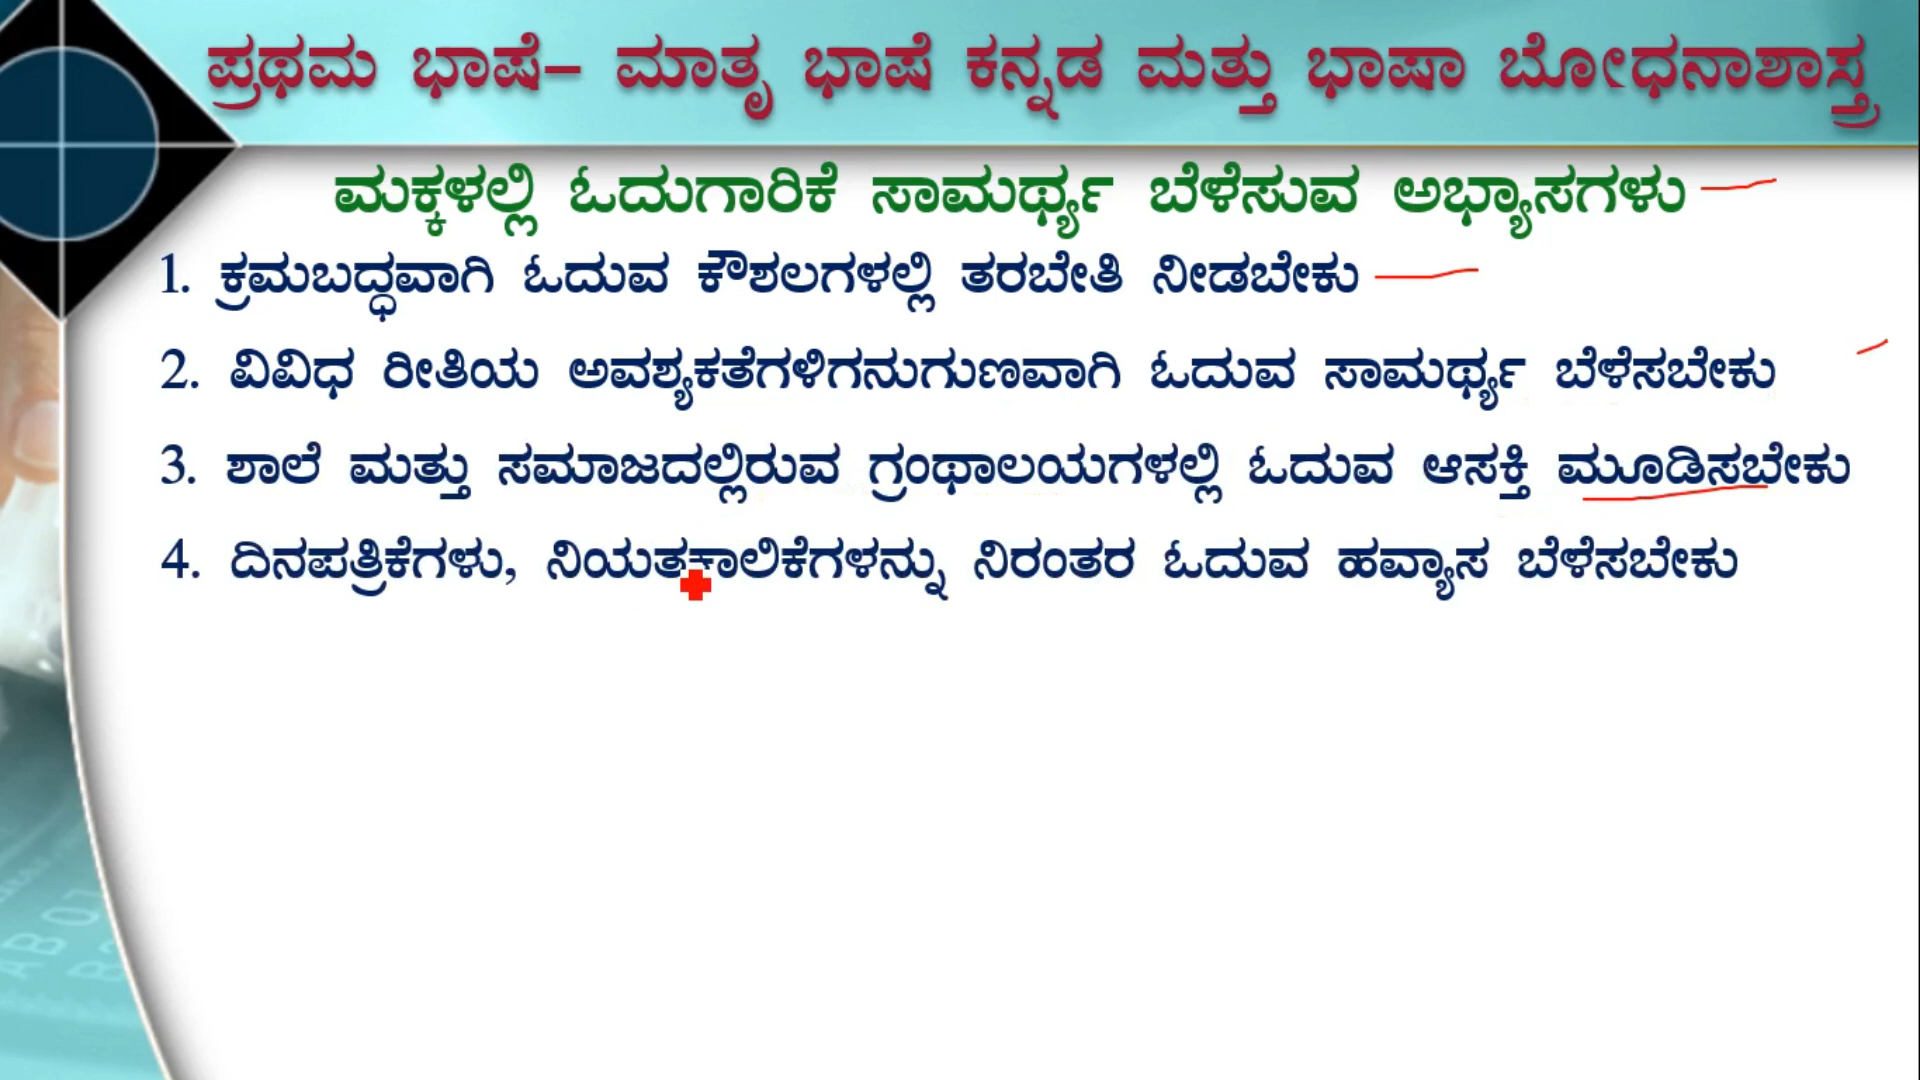 ಪ್ರಥಮ ಭಾಷೆ– ಮಾತೃ ಭಾಷೆ ಕನ್ನಡ ಮತ್ತು ಭಾಷಾ ಬೋಧನಾಶಾಸ್ತ್ರ
ಮಕ್ಕಳಲ್ಲಿ ಓದುಗಾರಿಕೆ ಸಾಮರ್ಥ್ಯ ಬೆಳೆಸುವ ಅಭ್ಯಾಸಗಳು
1. ಕ್ರಮಬದ್ಧವಾಗಿ ಓದುವ ಕೌಶಲಗಳಲ್ಲಿ ತರಬೇತಿ ನೀಡಬೇಕು
2. ವಿವಿಧ ರೀತಿಯ ಅವಶ್ಯಕತೆಗಳಿಗನುಗುಣವಾಗಿ ಓದುವ ಸಾಮರ್ಥ್ಯ ಬೆಳೆಸಬೇಕು
3. ಶಾಲೆ ಮತ್ತು ಸಮಾಜದಲ್ಲಿರುವ ಗ್ರಂಥಾಲಯಗಳಲ್ಲಿ ಓದುವ ಆಸಕ್ತಿ ಮೂಡಿಸಬೇಕು
4. ದಿನಪತ್ರಿಕೆಗಳು, ನಿಯತಕಾಲಿಕೆಗಳನ್ನು ನಿರಂತರ ಓದುವ ಹವ್ಯಾಸ ಬೆಳೆಸಬೇಕು